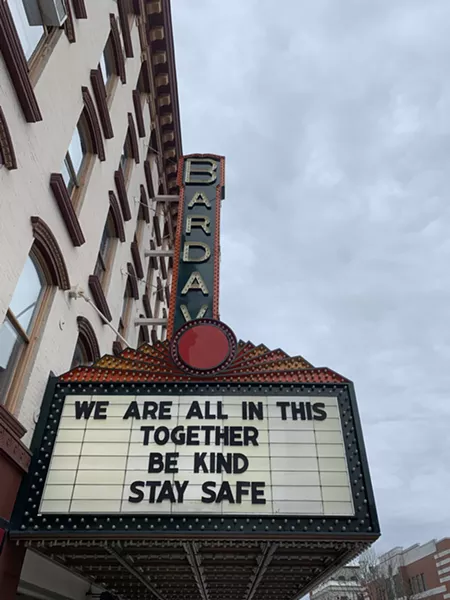 BARDAV
WE ARE ALL IN THIS
TOGETHER
BE KIND
STAY SAFE